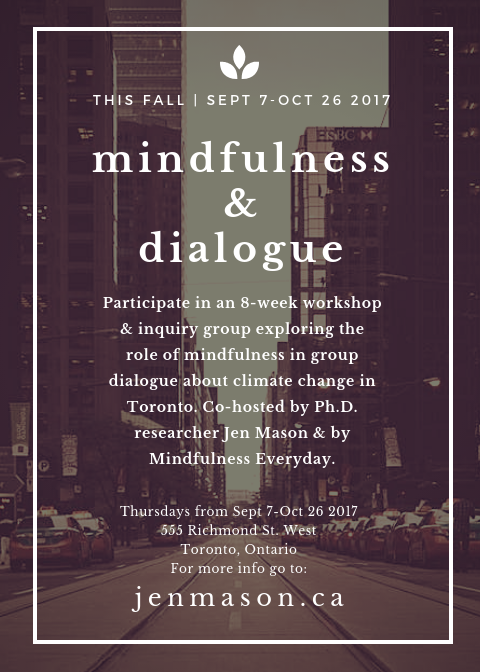 THIS FALL | SEPT 7-OCT 26 2017
HSBC
mindfulness
&
dialogue
Participate in an 8-week workshop
& inquiry group exploring the
role of mindfulness in group
dialogue about climate change in
Toronto. Co-hosted by Ph.D.
researcher Jen Mason & by
Mindfulness Everyday.
Thursdays from Sept 7-Oct 26 2017
555 Richmond St. West
Toronto, Ontario
For more info go to:
jenmason.ca